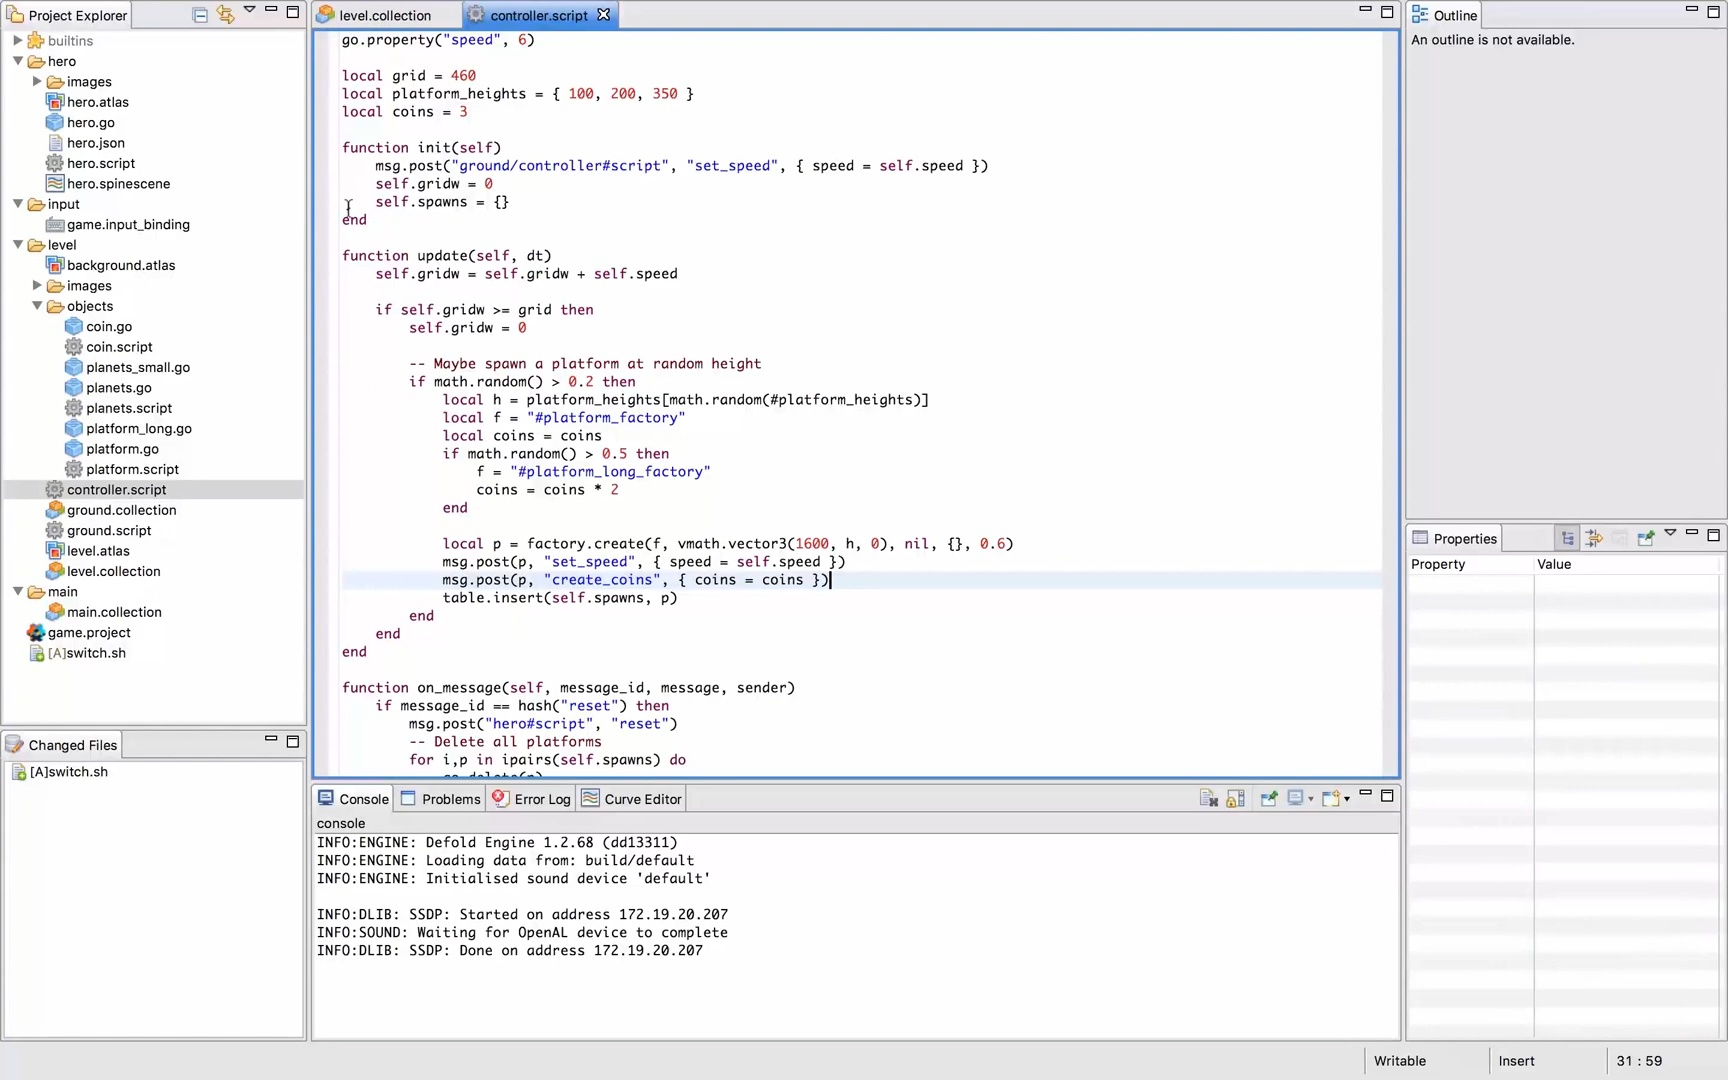 Project Explorer
builtins
hero
images
hero.atlas
hero.go
hero.json
hero.script
hero.spinescene
input
game.input_binding
level
background.atlas
images
objects
coin.go
coin.script
planets_small.go
planets.go
planets.script
platform_long.go
platform.go
platform.script
controller.script
ground.collection
ground.script
level.atlas
level.collection
main
main.collection
game.project
[A]switch.sh
Changed Files
[A]switch.sh
level.collection
controller.script
go.property("speed", 6)
local grid = 460
local platform_heights = { 100, 200, 350 }
local coins = 3
function init(self)
    msg.post("ground/controller#script", "set_speed", { speed = self.speed })
    self.gridw = 0
    self.spawns = {}
end
function update(self, dt)
    self.gridw = self.gridw + self.speed
    if self.gridw >= grid then
        self.gridw = 0
        -- Maybe spawn a platform at random height
        if math.random() > 0.2 then
            local h = platform_heights[math.random(#platform_heights)]
            local f = "#platform_factory"
            local coins = coins
            if math.random() > 0.5 then
                f = "#platform_long_factory"
                coins = coins * 2
            end
            local p = factory.create(f, vmath.vector3(1600, h, 0), nil, {}, 0.6)
            msg.post(p, "set_speed", { speed = self.speed })
            msg.post(p, "create_coins", { coins = coins })
            table.insert(self.spawns, p)
        end
    end
end
function on_message(self, message_id, message, sender)
    if message_id == hash("reset") then
        msg.post("hero#script", "reset")
        -- Delete all platforms
        for i,p in ipairs(self.spawns) do
            go.delete(p)
Console
Problems
Error Log
Curve Editor
console
INFO:ENGINE: Defold Engine 1.2.68 (dd13311)
INFO:ENGINE: Loading data from: build/default
INFO:ENGINE: Initialised sound device 'default'
INFO:DLIB: SSDP: Started on address 172.19.20.207
INFO:SOUND: Waiting for OpenAL device to complete
INFO:DLIB: SSDP: Done on address 172.19.20.207
Outline
An outline is not available.
Properties
Property Value
Writable Insert 31 : 59